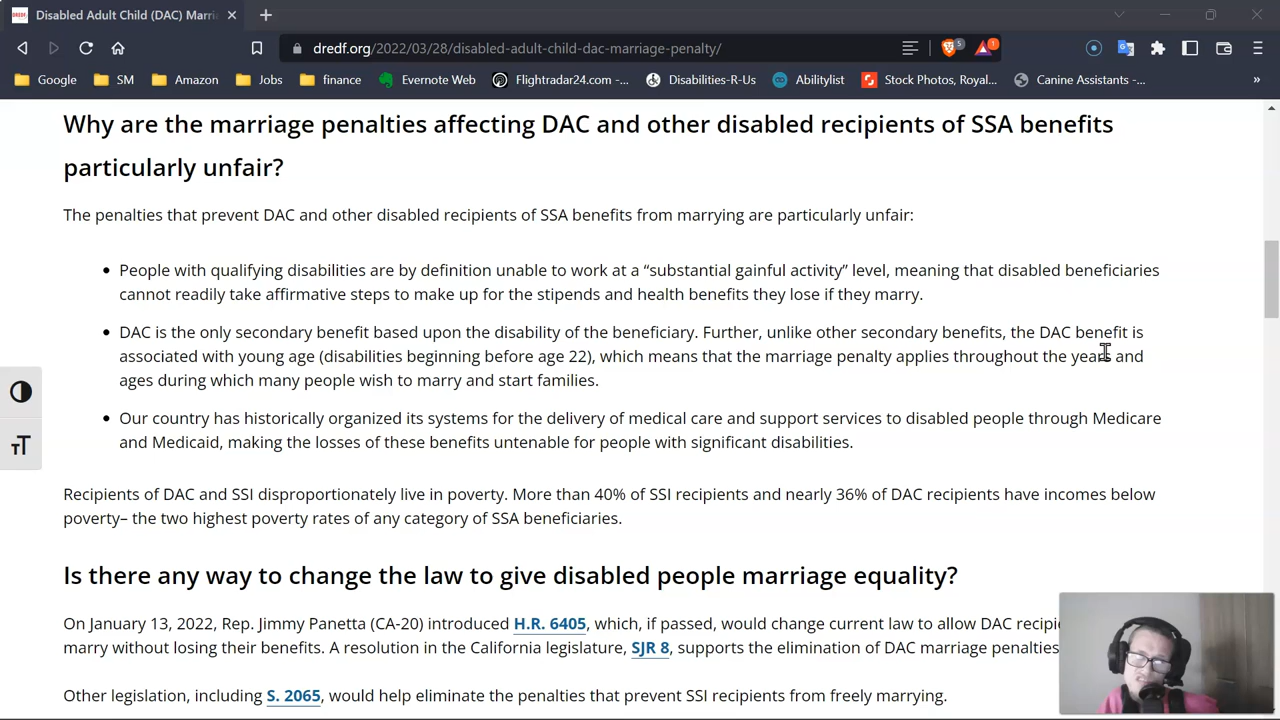 Disabled Adult Child (DAC) Marri
dredf.org/2022/03/28/disabled-adult-child-dac-marriage-penalty/
5
1
Google
SM
Amazon
Jobs
finance
Evernote Web
Flightradar24.com -...
Disabilities-R-Us
Abilitylist
Stock Photos, Royal...
Canine Assistants -...
»
Why are the marriage penalties affecting DAC and other disabled recipients of SSA benefits
particularly unfair?
The penalties that prevent DAC and other disabled recipients of SSA benefits from marrying are particularly unfair:
• People with qualifying disabilities are by definition unable to work at a “substantial gainful activity” level, meaning that disabled beneficiaries
cannot readily take affirmative steps to make up for the stipends and health benefits they lose if they marry.
• DAC is the only secondary benefit based upon the disability of the beneficiary. Further, unlike other secondary benefits, the DAC benefit is
associated with young age (disabilities beginning before age 22), which means that the marriage penalty applies throughout the years and
ages during which many people wish to marry and start families.
• Our country has historically organized its systems for the delivery of medical care and support services to disabled people through Medicare
and Medicaid, making the losses of these benefits untenable for people with significant disabilities.
Recipients of DAC and SSI disproportionately live in poverty. More than 40% of SSI recipients and nearly 36% of DAC recipients have incomes below
poverty– the two highest poverty rates of any category of SSA beneficiaries.
Is there any way to change the law to give disabled people marriage equality?
On January 13, 2022, Rep. Jimmy Panetta (CA-20) introduced H.R. 6405, which, if passed, would change current law to allow DAC recipi
marry without losing their benefits. A resolution in the California legislature, SJR 8, supports the elimination of DAC marriage penalties
Other legislation, including S. 2065, would help eliminate the penalties that prevent SSI recipients from freely marrying.
TT